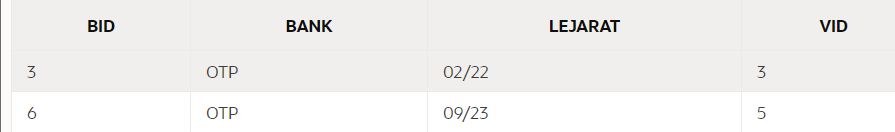 BID BANK LEJARAT VID
3 OTP 02/22 3
6 OTP 09/23 5